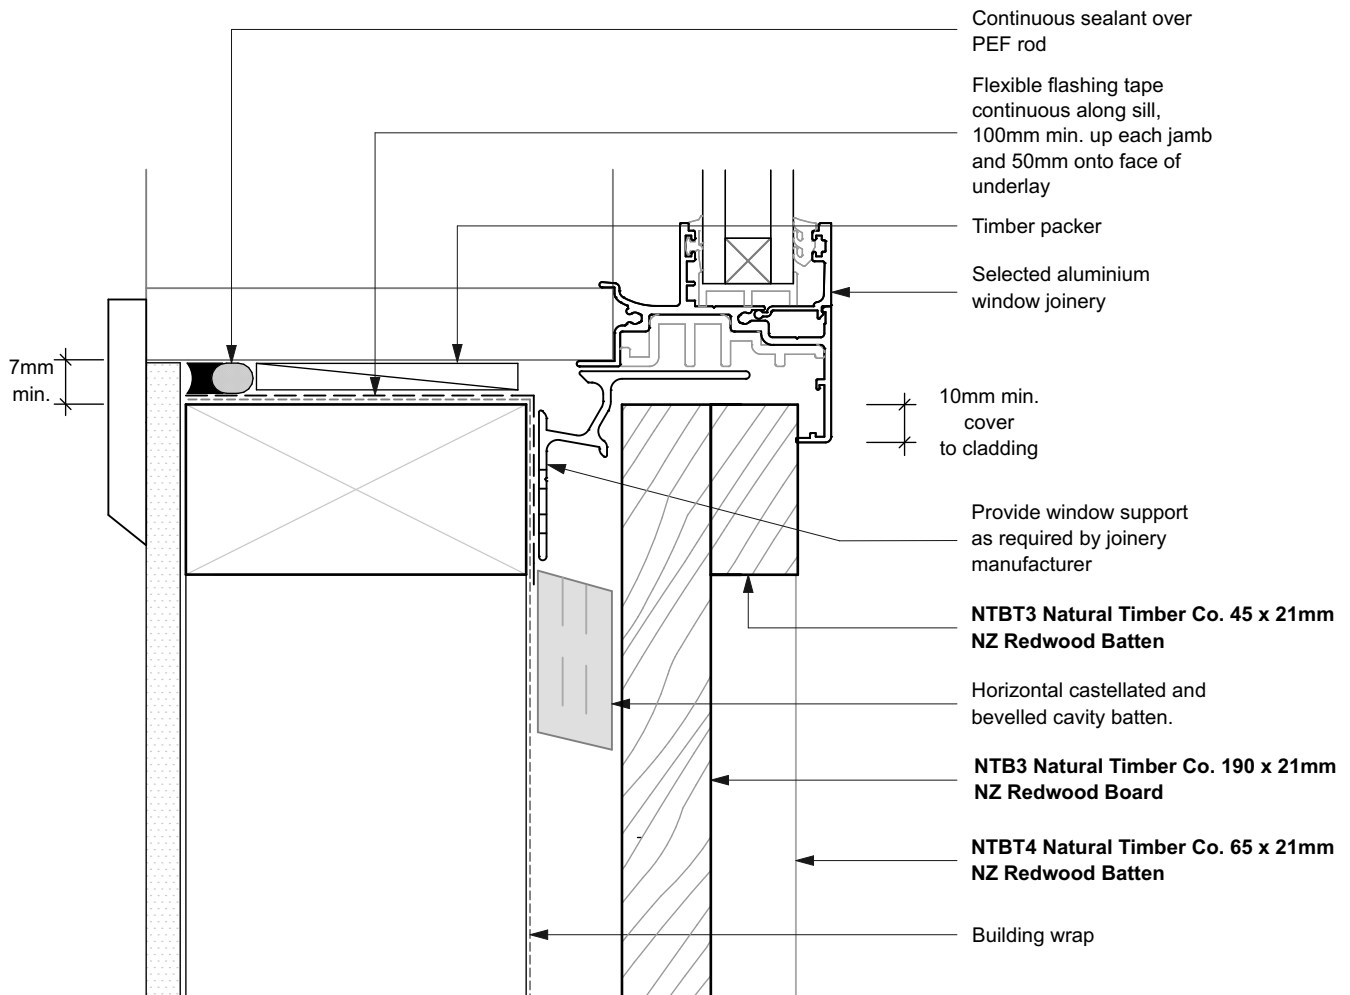 Continuous sealant over
PEF rod
Flexible flashing tape
continuous along sill,
100mm min. up each jamb
and 50mm onto face of
underlay
Timber packer
Selected aluminium
window joinery
7mm
min.
10mm min.
cover
to cladding
Provide window support
as required by joinery
manufacturer
NTBT3 Natural Timber Co. 45 x 21mm
NZ Redwood Batten
Horizontal castellated and
bevelled cavity batten.
NTB3 Natural Timber Co. 190 x 21mm
NZ Redwood Board
NTBT4 Natural Timber Co. 65 x 21mm
NZ Redwood Batten
Building wrap